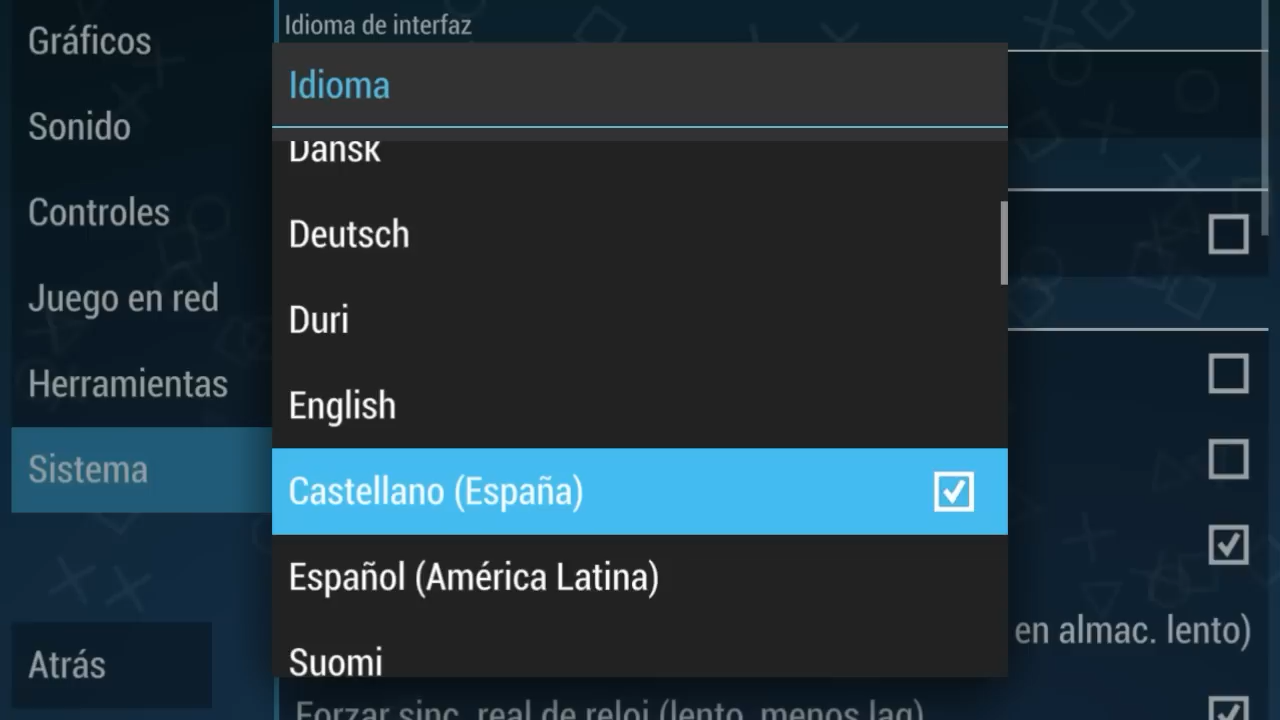 Gráficos
Sonido
Controles
Juego en red
Herramientas
Sistema
Atrás
Idioma de interfaz
Idioma
Dansk
Deutsch
Duri
English
Castellano (España)
Español (América Latina)
Suomi
en almac. lento)
Forzar sinc. real de reloj (lento, menos lag)